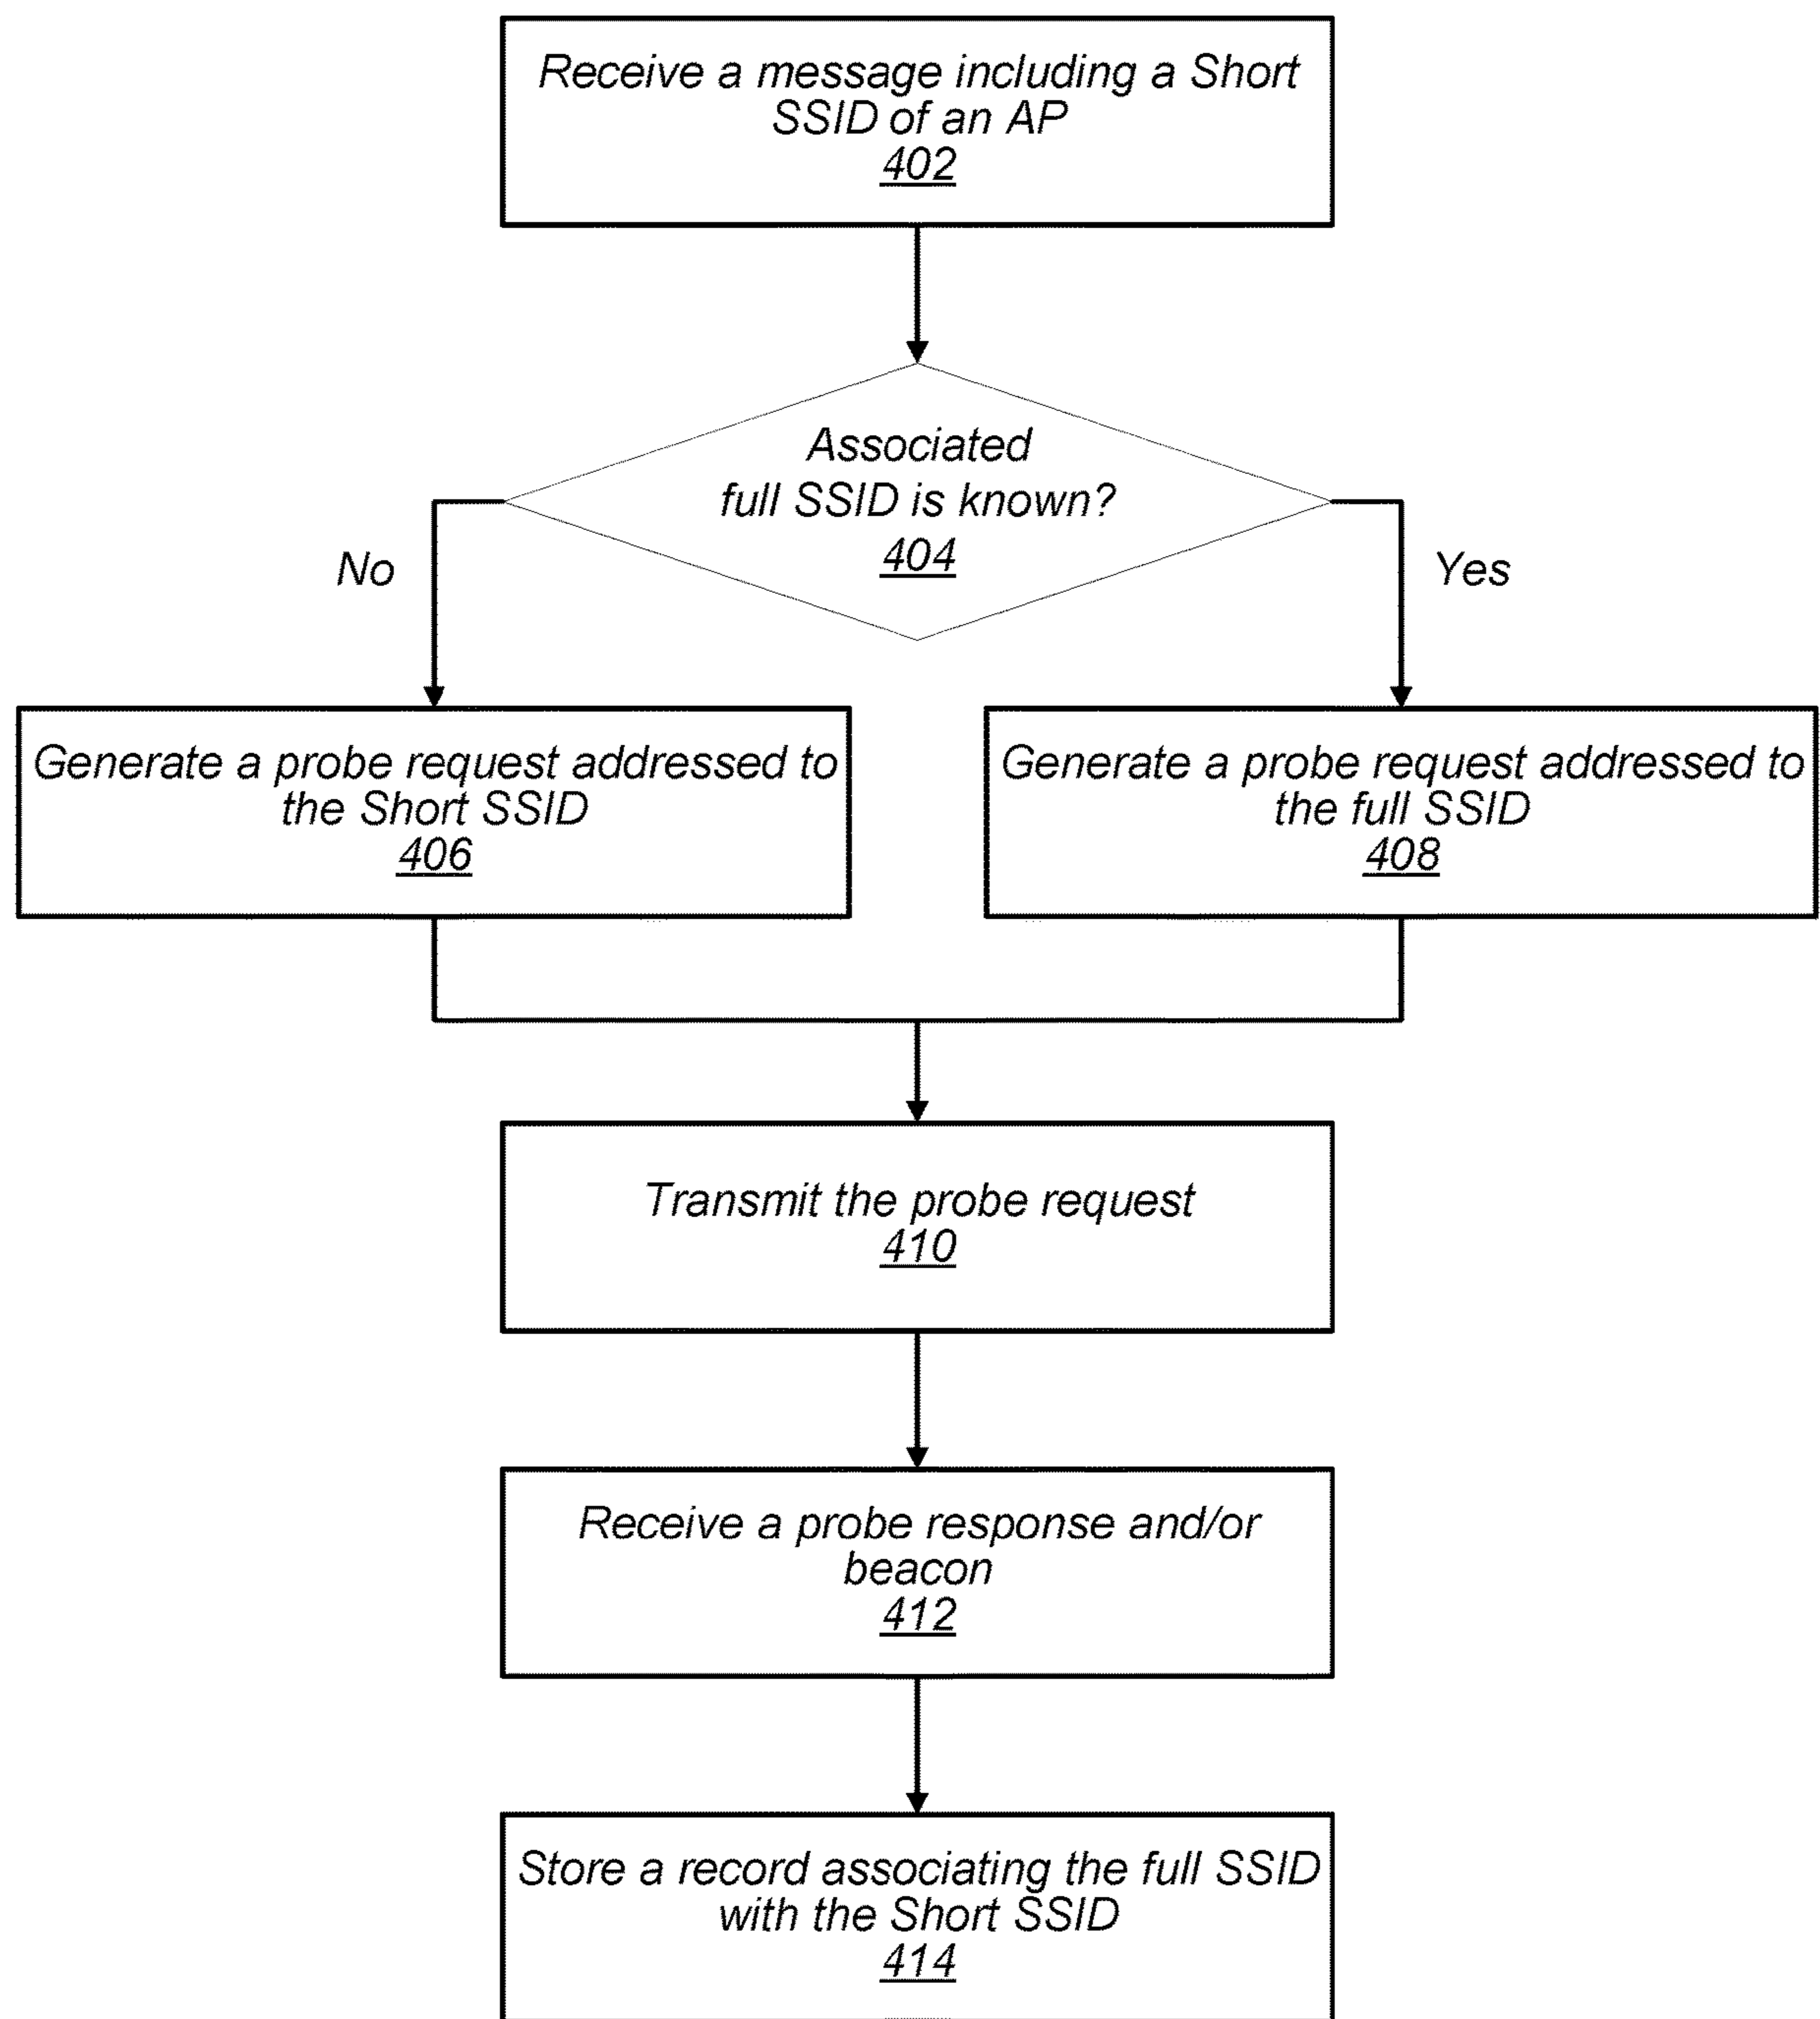 Receive a message including a Short
SSID of an AP
402
Associated
full SSID is known?
404
No
Yes
Generate a probe request addressed to
the Short SSID
406
Generate a probe request addressed to
the full SSID
408
Transmit the probe request
410
Receive a probe response and/or
beacon
412
Store a record associating the full SSID
with the Short SSID
414